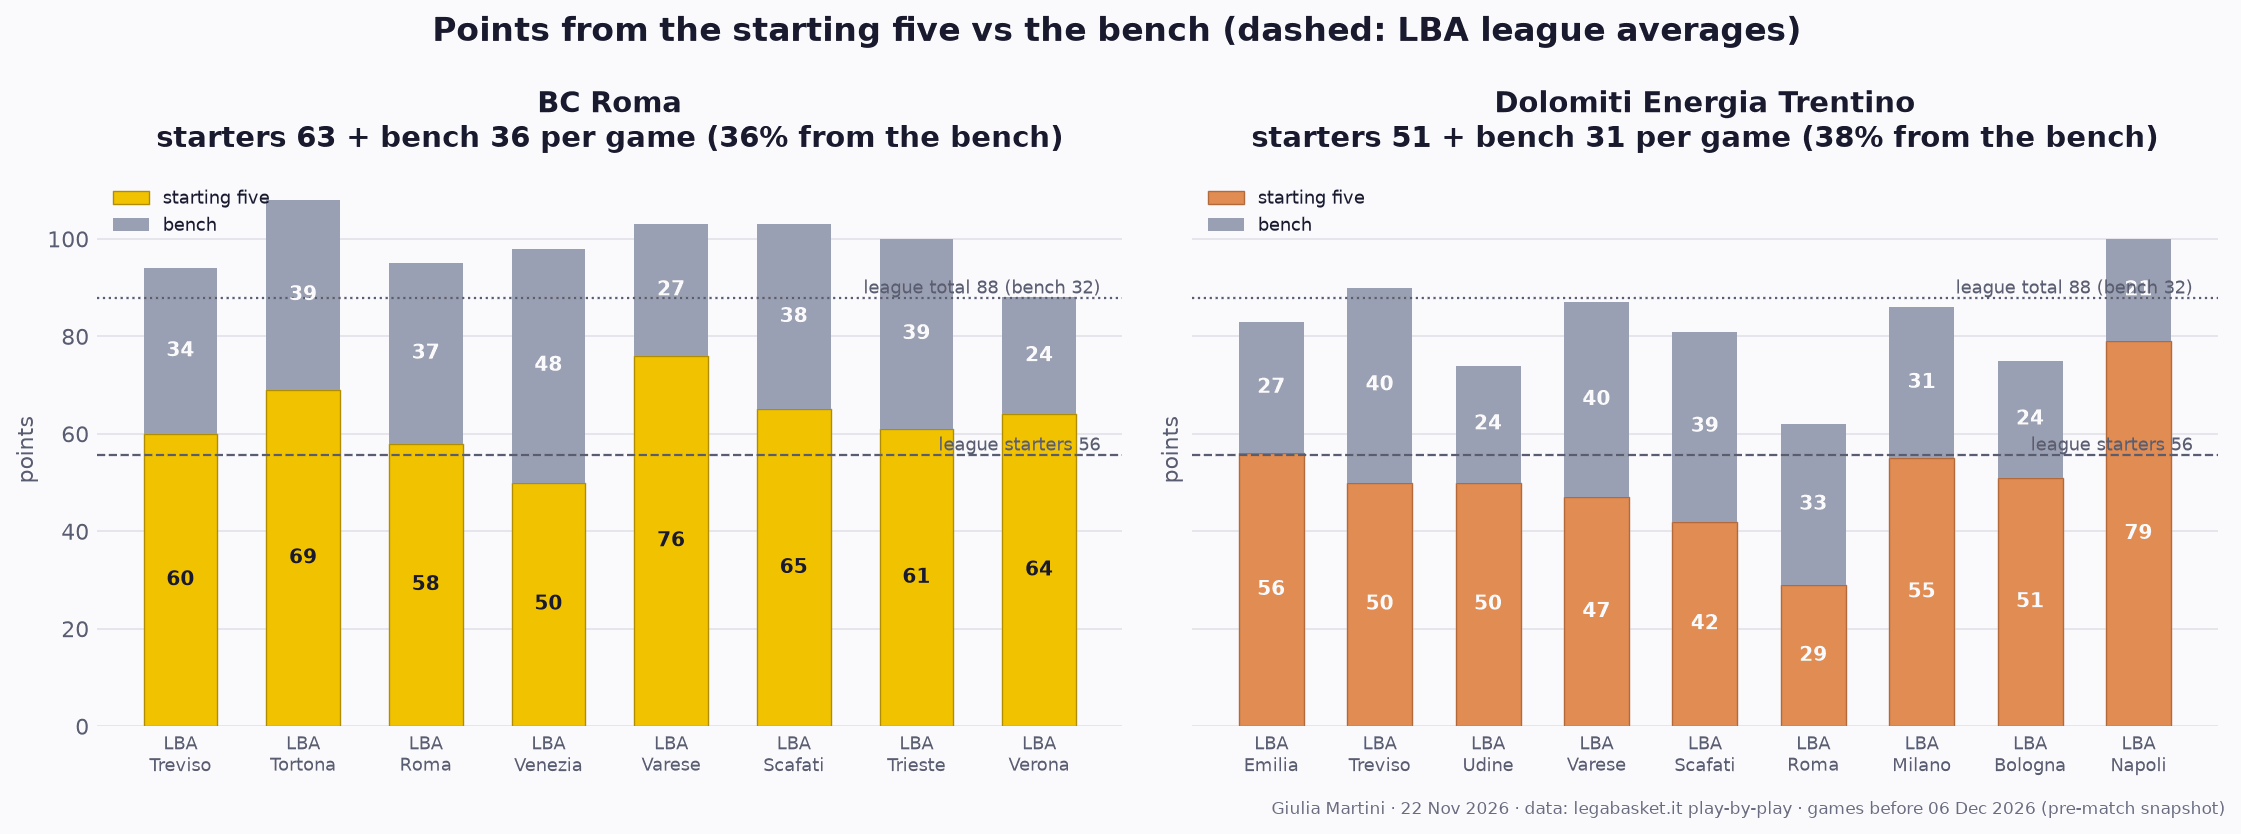 Points from the starting five vs the bench (dashed: LBA league averages)
BC Roma
starters 63 + bench 36 per game (36% from the bench)
starting five
bench
points
100
80
60
40
20
0
league total 88 (bench 32)
league starters 56
34
39
37
48
27
38
39
24
60
69
58
50
76
65
61
64
LBA Treviso
LBA Tortona
LBA Roma
LBA Venezia
LBA Varese
LBA Scafati
LBA Trieste
LBA Verona
Dolomiti Energia Trentino
starters 51 + bench 31 per game (38% from the bench)
starting five
bench
points
league total 88 (bench 32)
league starters 56
27
40
24
40
39
33
31
24
21
56
50
50
47
42
29
55
51
79
LBA Emilia
LBA Treviso
LBA Udine
LBA Varese
LBA Scafati
LBA Roma
LBA Milano
LBA Bologna
LBA Napoli
Giulia Martini · 22 Nov 2026 · data: legabasket.it play-by-play · games before 06 Dec 2026 (pre-match snapshot)